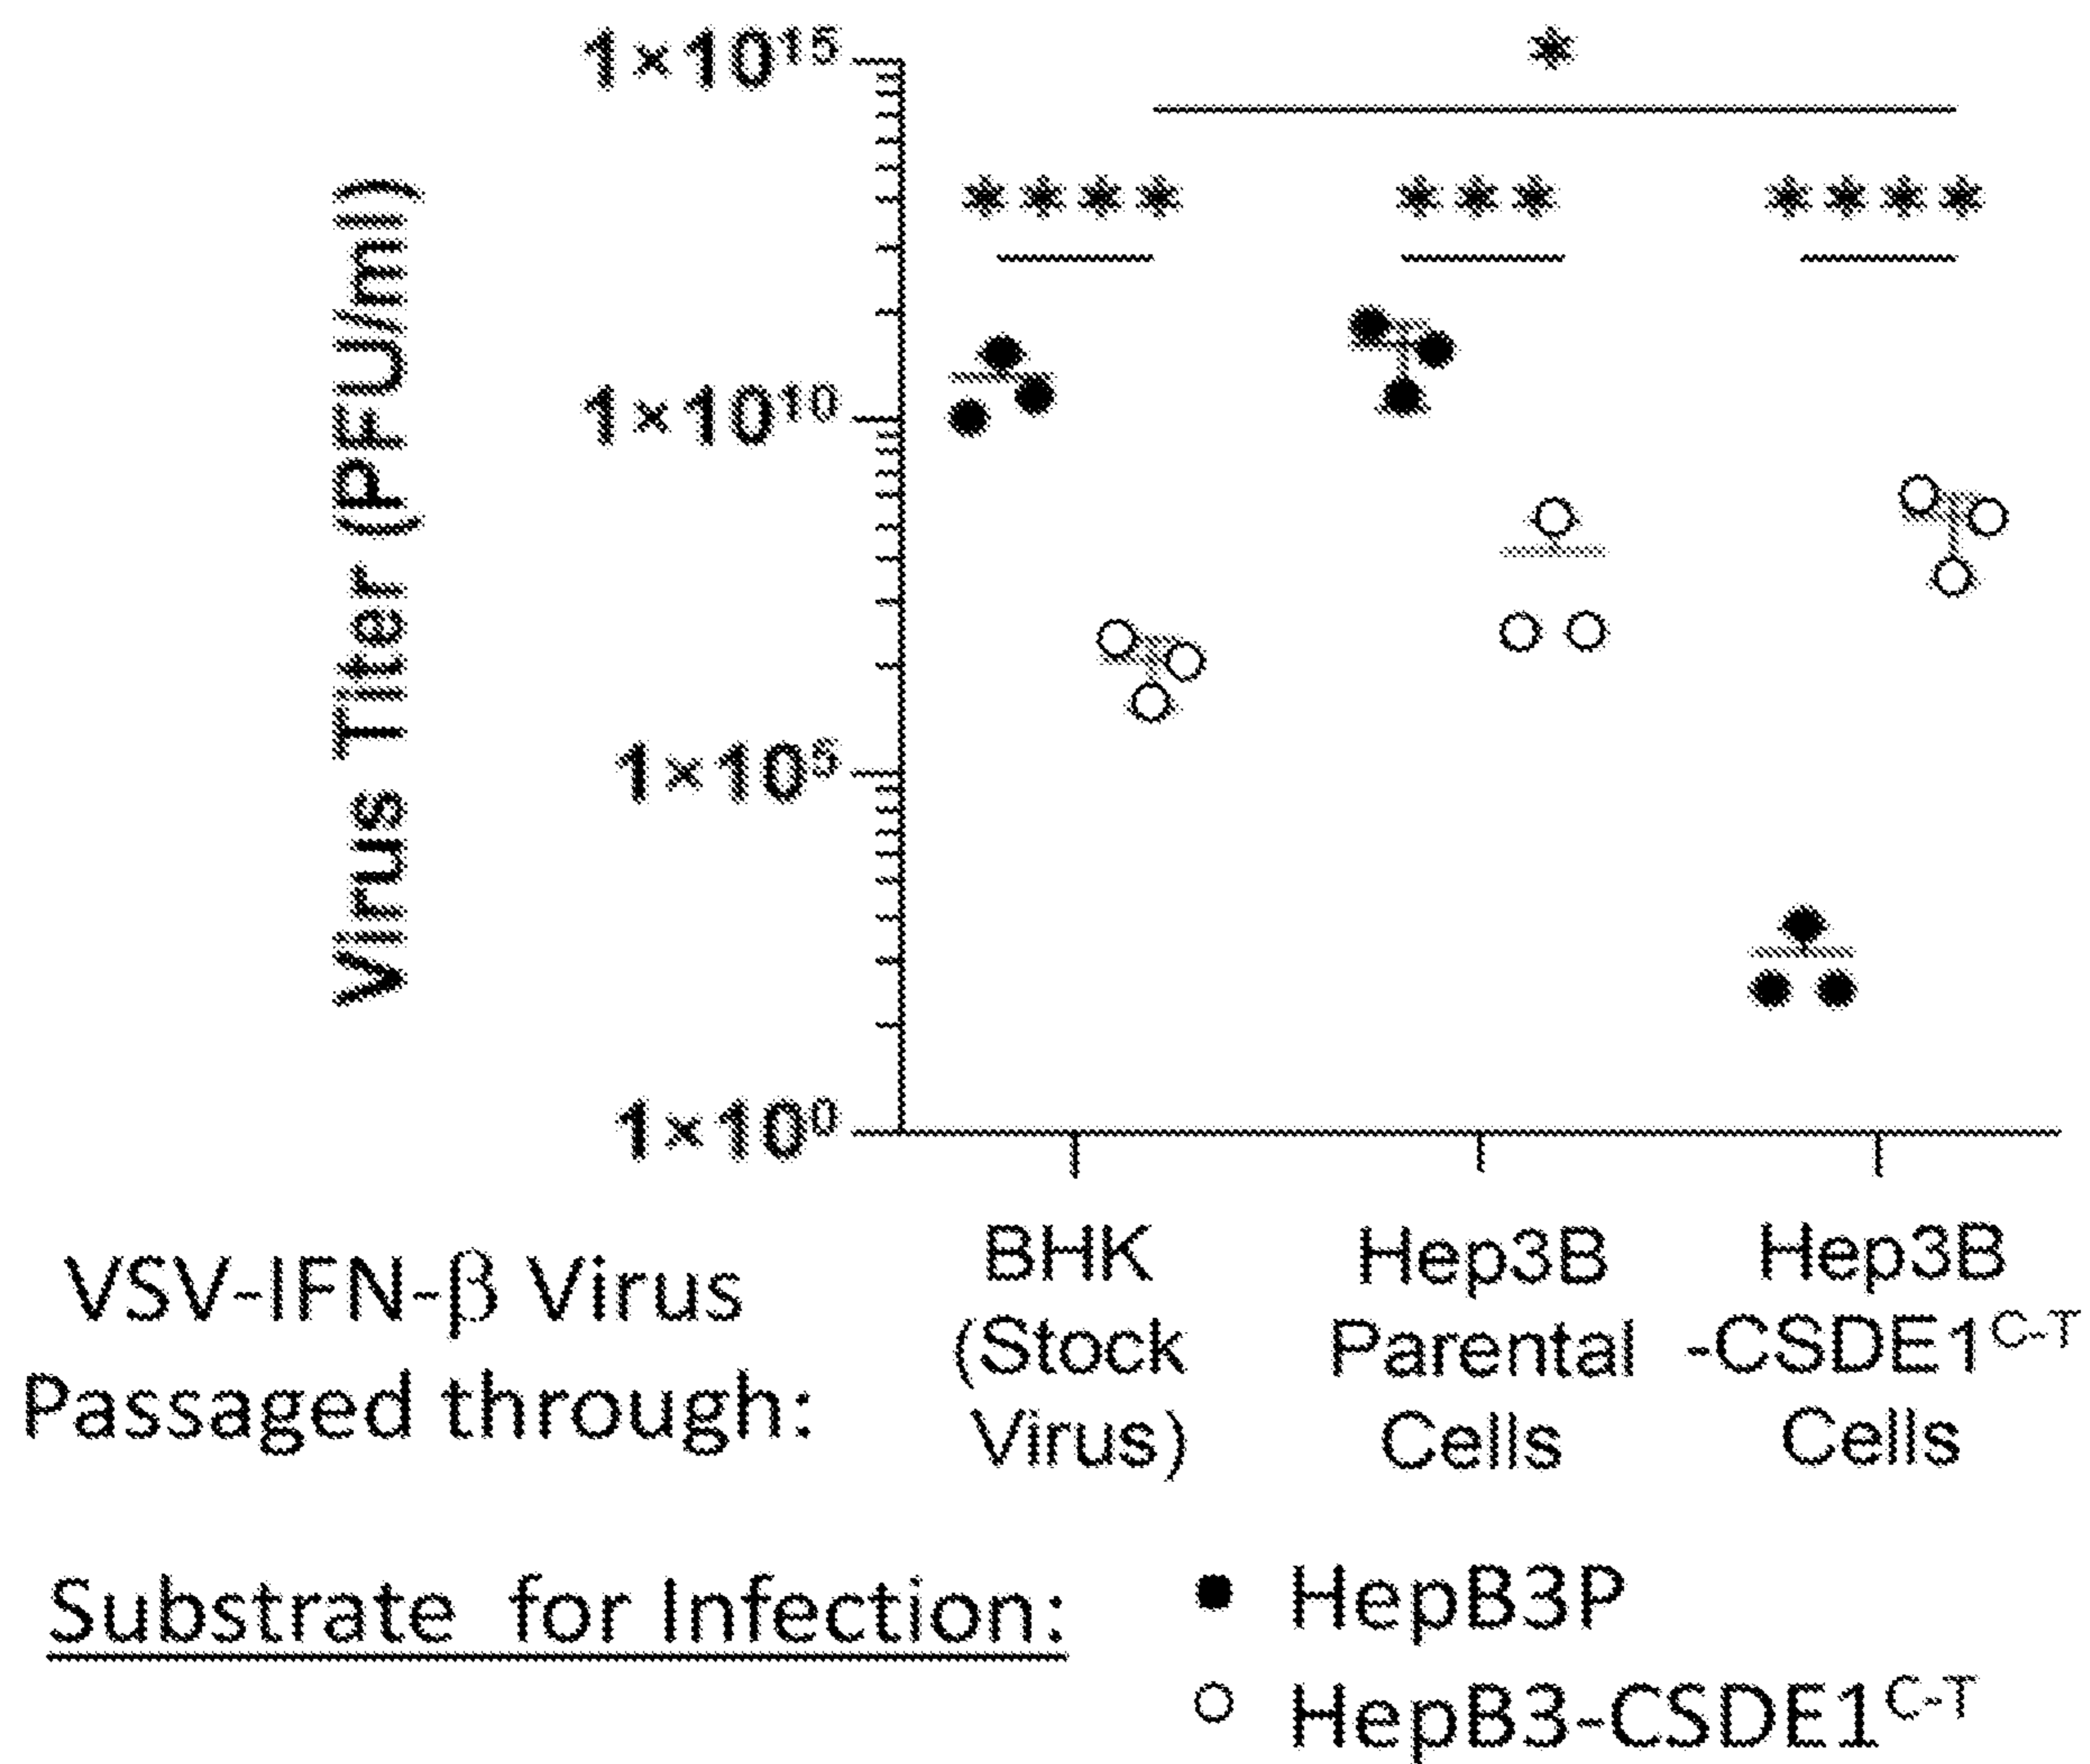 1×10¹⁵
*
**** *** ****
Virus Titer (PFU/ml)
1×10¹⁰
1×10⁵
1×10⁰
VSV-IFN-β Virus
Passaged through:
BHK
(Stock
Virus)
Hep3B
Parental
Cells
Hep3B
-CSDE1ᶜ⁻ᵀ
Cells
Substrate for Infection:
● HepB3P
○ HepB3-CSDE1ᶜ⁻ᵀ